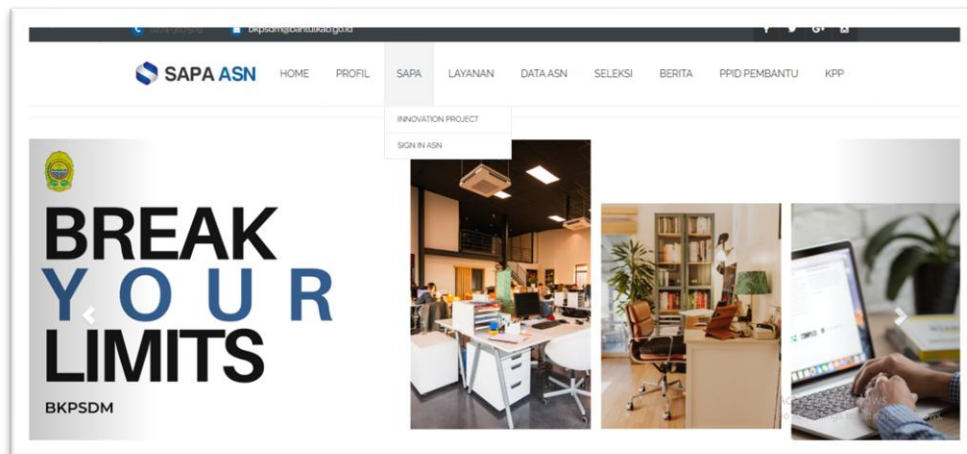 bkpsdm@bantulkab.go.id
SAPA ASN HOME PROFIL SAPA LAYANAN DATA ASN SELEKSI BERITA PPID PEMBANTU KPP
INNOVATION PROJECT
SIGN IN ASN
BREAK
YOUR
LIMITS
BKPSDM